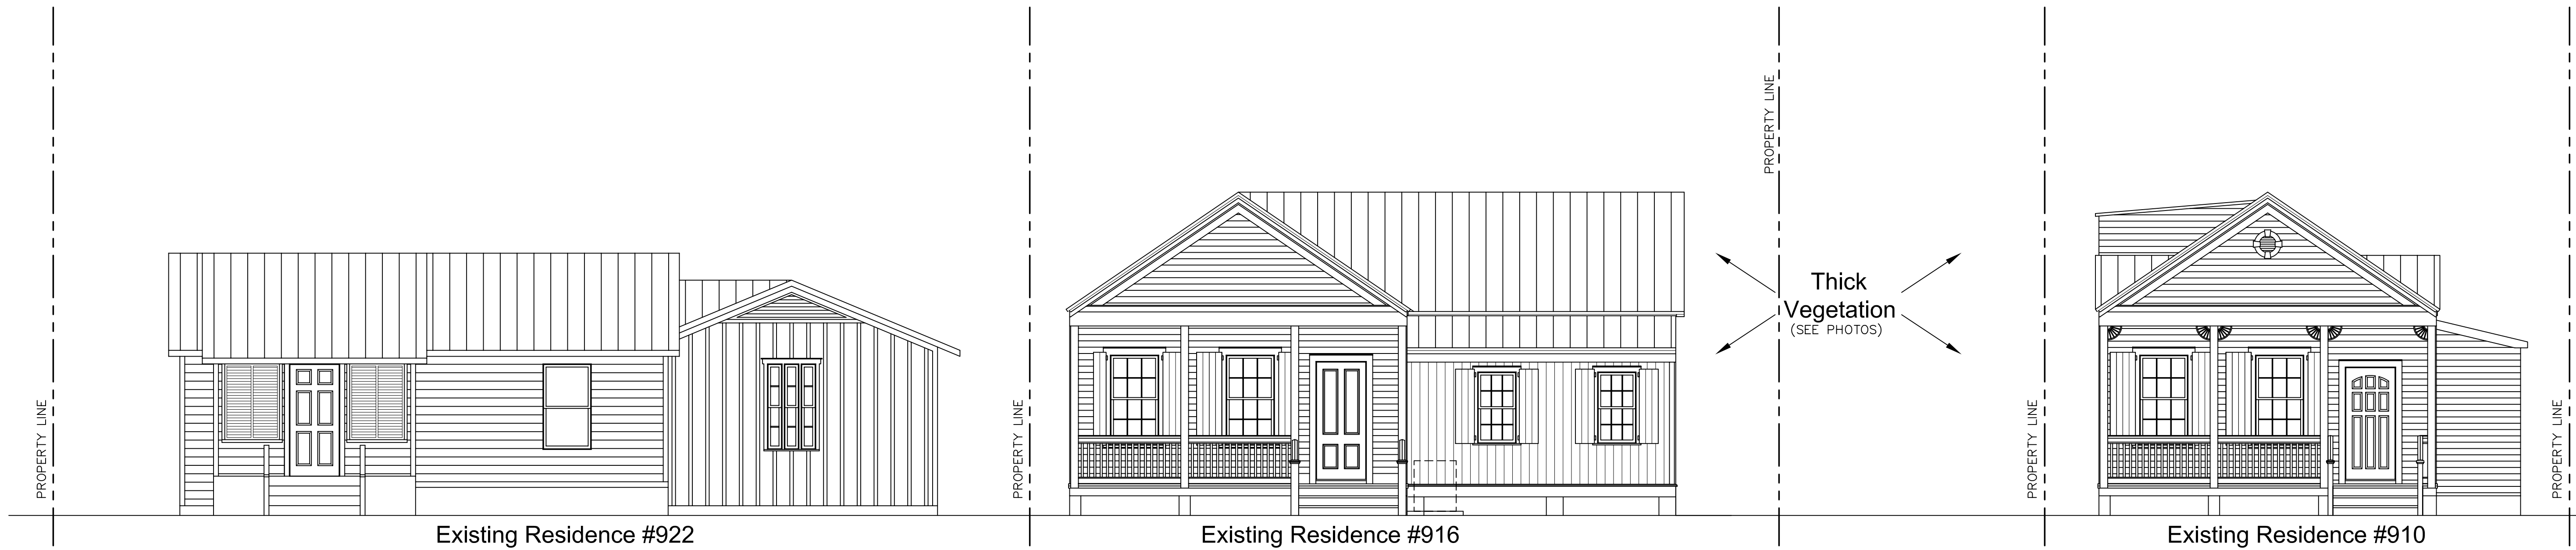 PROPERTY LINE
Existing Residence #922
PROPERTY LINE
Existing Residence #916
PROPERTY LINE
Thick
Vegetation
(SEE PHOTOS)
PROPERTY LINE
Existing Residence #910
PROPERTY LINE